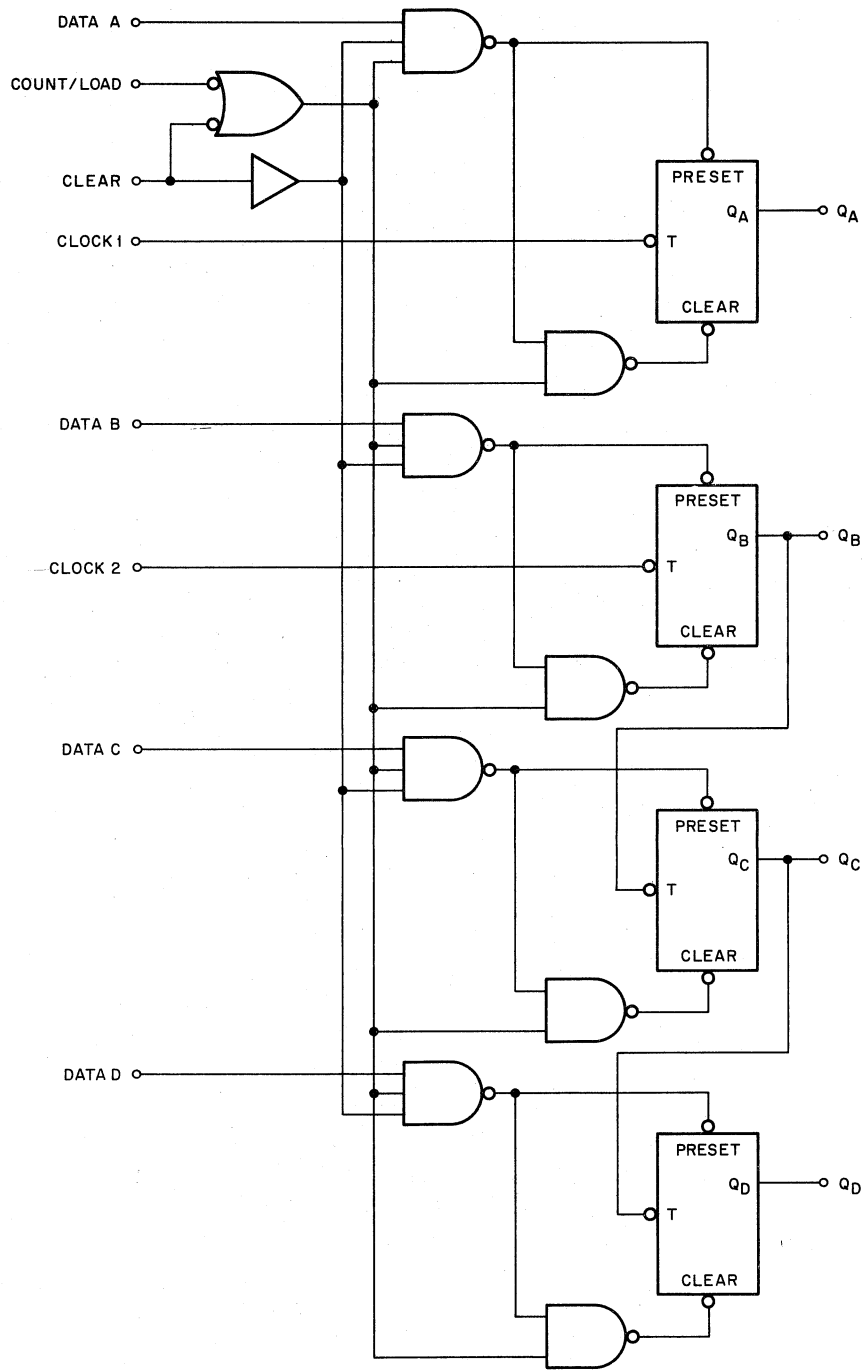 DATA A
COUNT/LOAD
CLEAR
CLOCK 1
PRESET
QA
QA
T
CLEAR
DATA B
CLOCK 2
PRESET
QB
QB
T
CLEAR
DATA C
PRESET
QC
QC
T
CLEAR
DATA D
PRESET
QD
QD
T
CLEAR